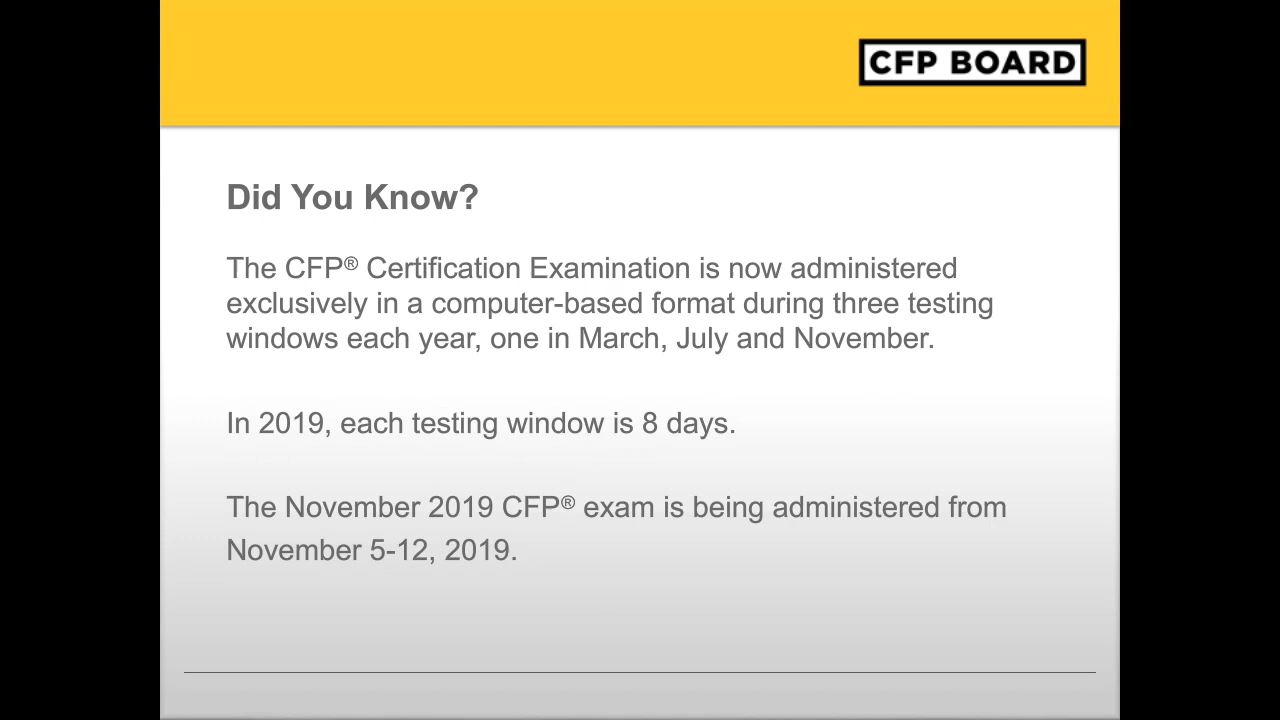 CFP BOARD
Did You Know?
The CFP® Certification Examination is now administered
exclusively in a computer-based format during three testing
windows each year, one in March, July and November.
In 2019, each testing window is 8 days.
The November 2019 CFP® exam is being administered from
November 5-12, 2019.